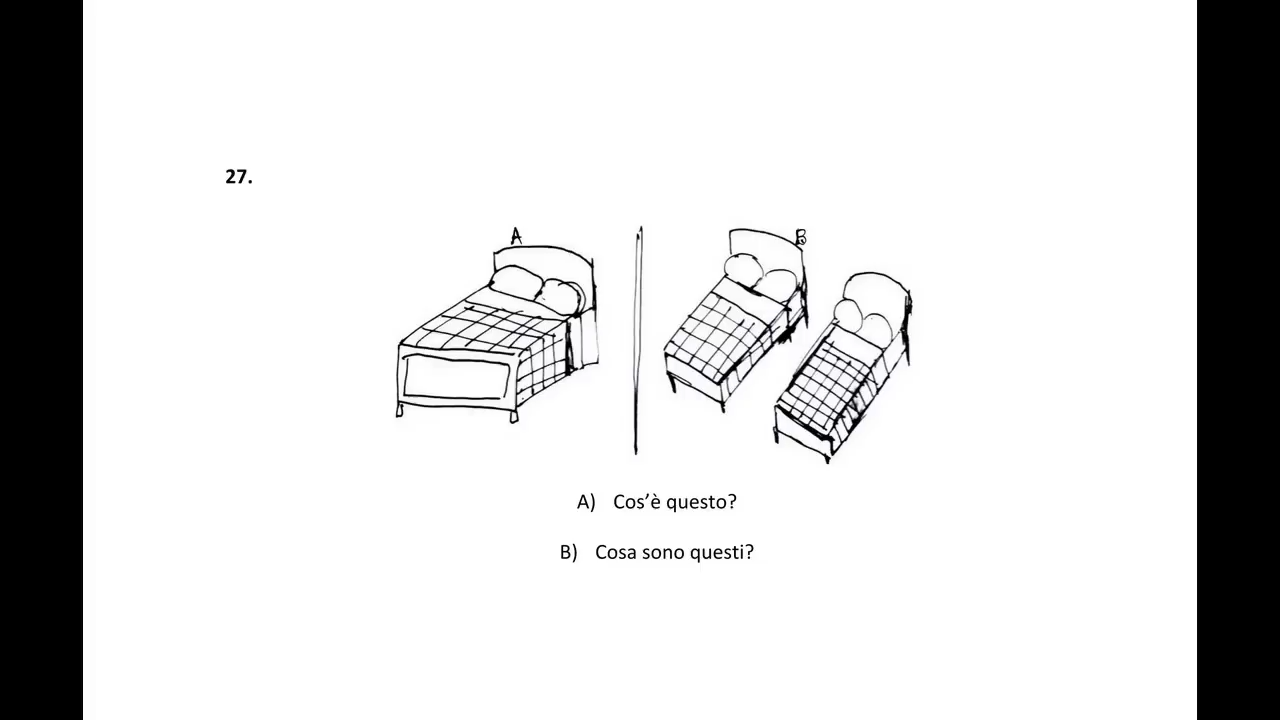 27.
A
B
A) Cos’è questo?
B) Cosa sono questi?